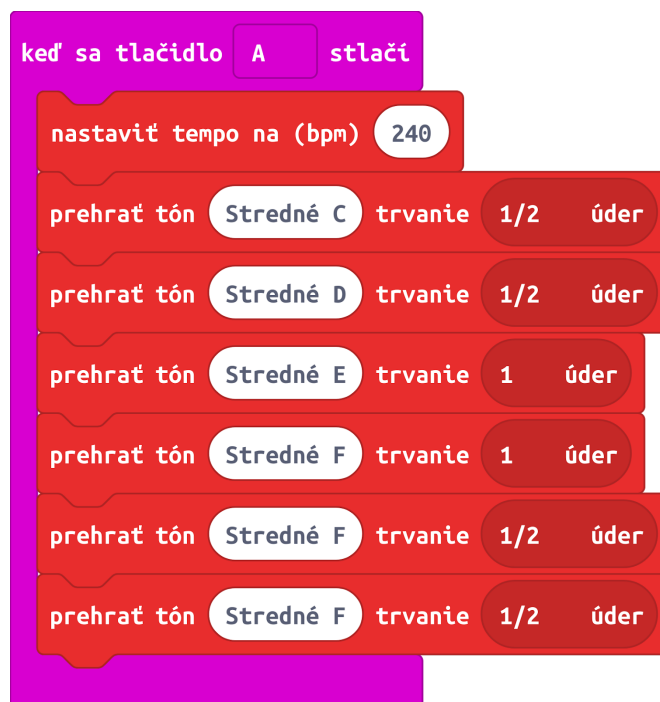 keď sa tlačidlo A stlačí
nastaviť tempo na (bpm) 240
prehrať tón Stredné C trvanie 1/2 úder
prehrať tón Stredné D trvanie 1/2 úder
prehrať tón Stredné E trvanie 1 úder
prehrať tón Stredné F trvanie 1 úder
prehrať tón Stredné F trvanie 1/2 úder
prehrať tón Stredné F trvanie 1/2 úder